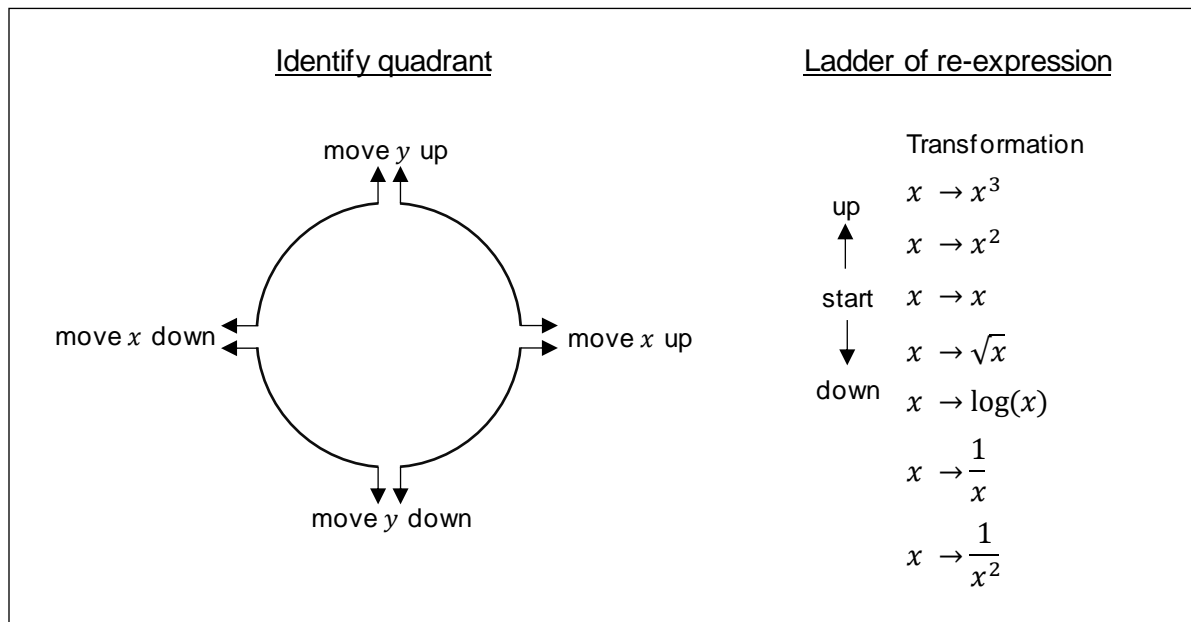 Identify quadrant
move y up
move x down
move x up
move y down
Ladder of re-expression
Transformation
x → x³
up
x → x²
start
x → x
x → √x
down
x → log(x)
x → 1/x
x → 1/x²